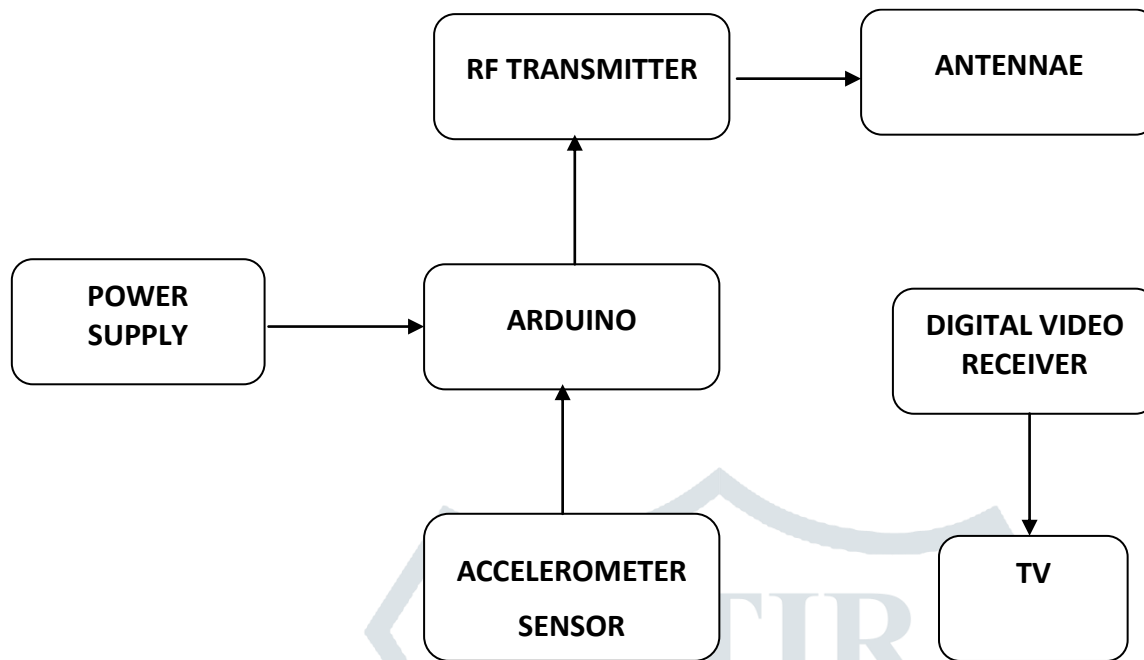 RF TRANSMITTER
ANTENNAE
POWER
SUPPLY
ARDUINO
DIGITAL VIDEO
RECEIVER
ACCELEROMETER
SENSOR
TV